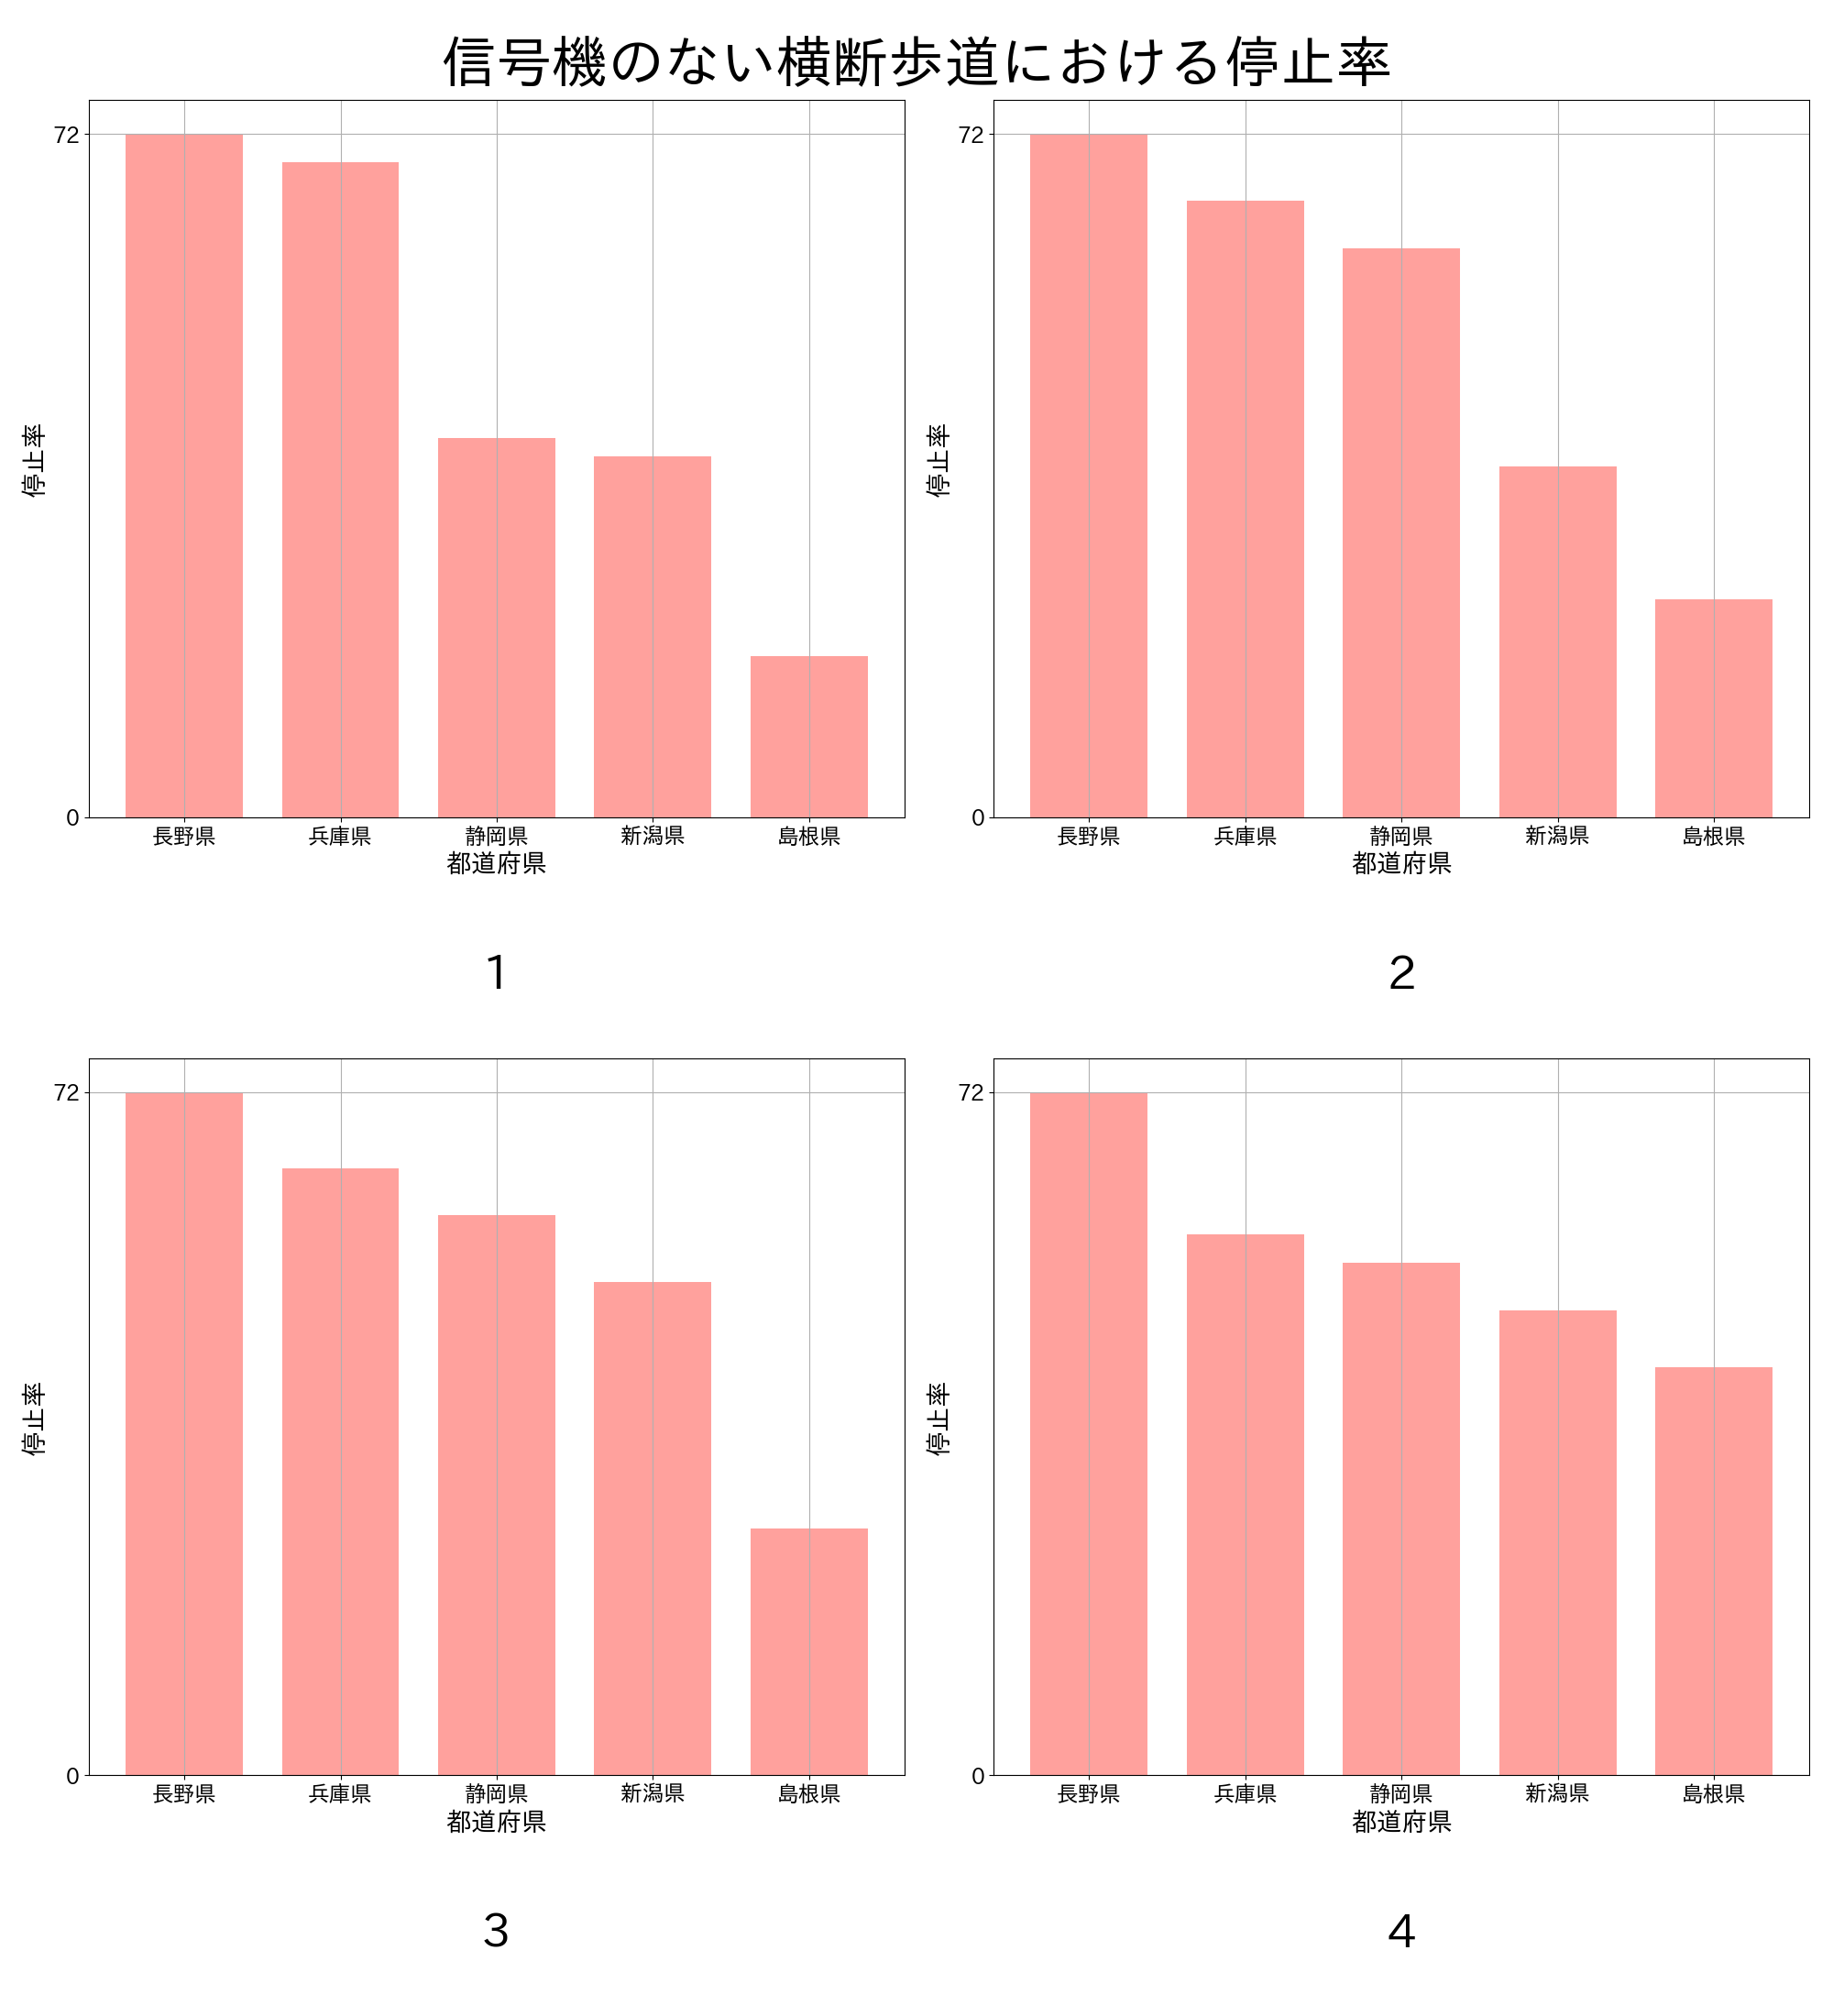 信号機のない横断歩道における停止率
72
0
停止率
長野県 兵庫県 静岡県 新潟県 島根県
都道府県
1
72
0
停止率
長野県 兵庫県 静岡県 新潟県 島根県
都道府県
2
72
0
停止率
長野県 兵庫県 静岡県 新潟県 島根県
都道府県
3
72
0
停止率
長野県 兵庫県 静岡県 新潟県 島根県
都道府県
4